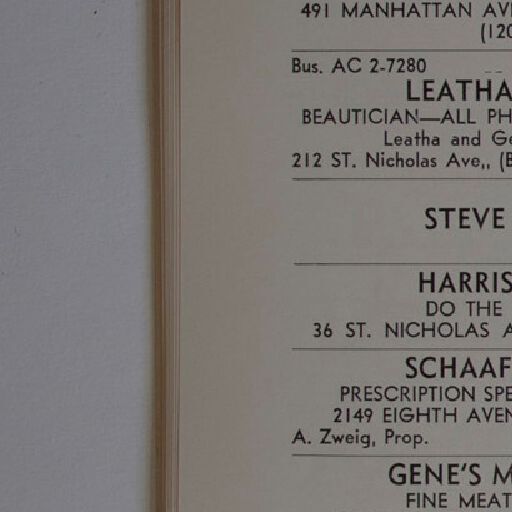 491 MANHATTAN AV
(120
Bus. AC 2-7280
LEATHA
BEAUTICIAN—ALL PH
Leatha and Ge
212 ST. Nicholas Ave,, (B
STEVE
HARRIS
DO THE
36 ST. NICHOLAS A
SCHAAF
PRESCRIPTION SPE
2149 EIGHTH AVEN
A. Zweig, Prop.
GENE'S M
FINE MEAT